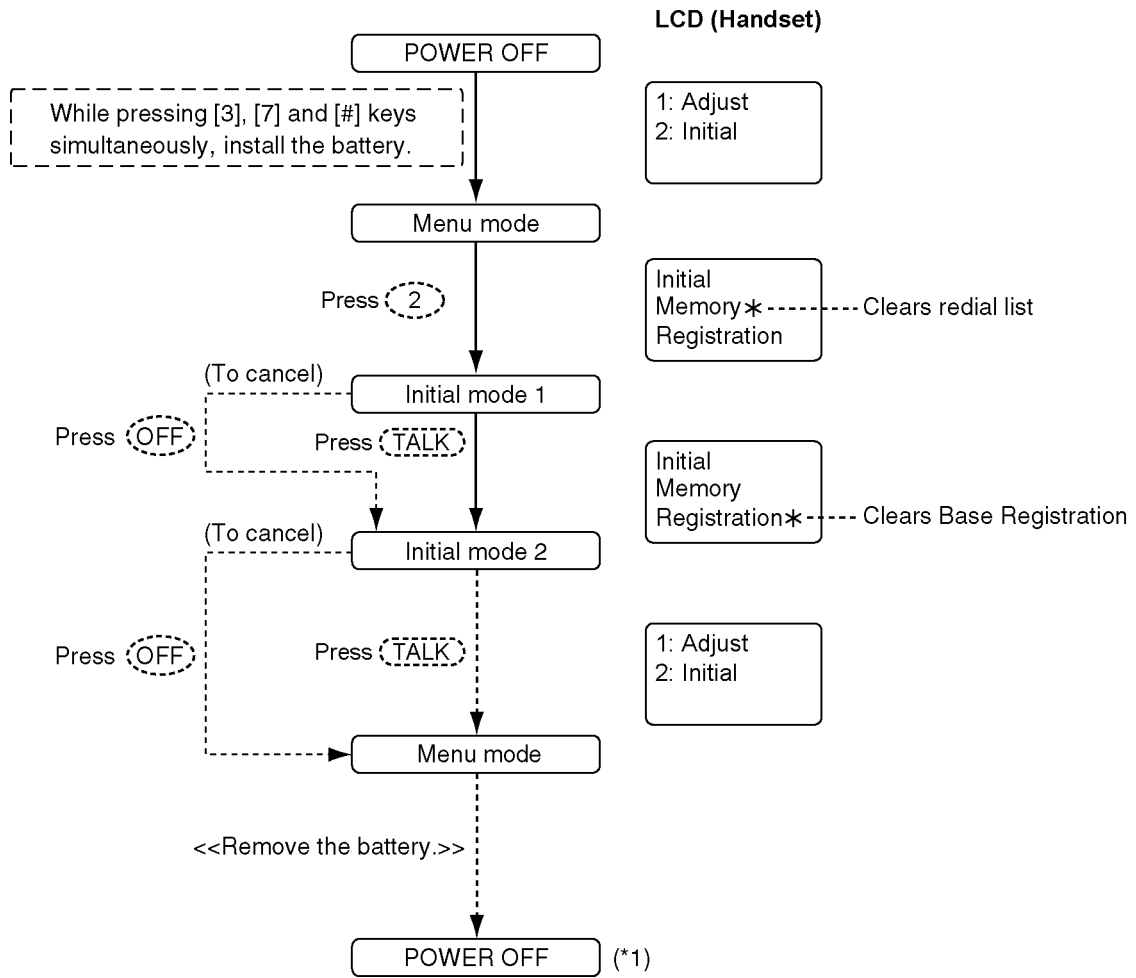 LCD (Handset)
POWER OFF
While pressing [3], [7] and [#] keys
simultaneously, install the battery.
1: Adjust
2: Initial
Menu mode
Press 2
Initial
Memory* Clears redial list
Registration
(To cancel)
Initial mode 1
Press OFF
Press TALK
Initial
Memory
Registration* Clears Base Registration
(To cancel)
Initial mode 2
Press OFF
Press TALK
1: Adjust
2: Initial
Menu mode
<<Remove the battery.>>
POWER OFF (*1)